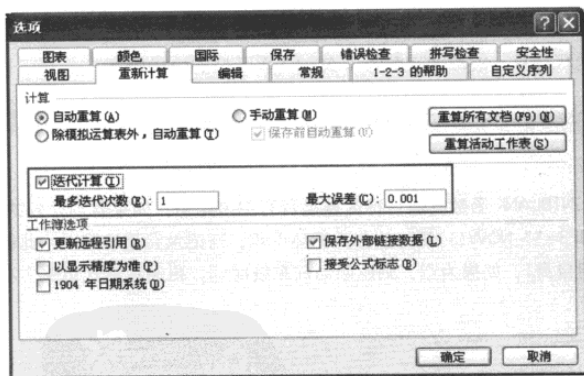 选项
图表 颜色 国际 保存 错误检查 拼写检查 安全性
视图 重新计算 编辑 常规 1-2-3 的帮助 自定义序列
计算
自动重算(A) 手动重算(M) 重算所有文档(F9)(N)
除模拟运算表外，自动重算(T) 保存前自动重算(U)
重算活动工作表(S)
迭代计算(I)
最多迭代次数(E): 1 最大误差(C): 0.001
工作簿选项
更新远程引用(R) 保存外部链接数据(L)
以显示精度为准(P) 接受公式标志(B)
1904 年日期系统(D)
确定 取消